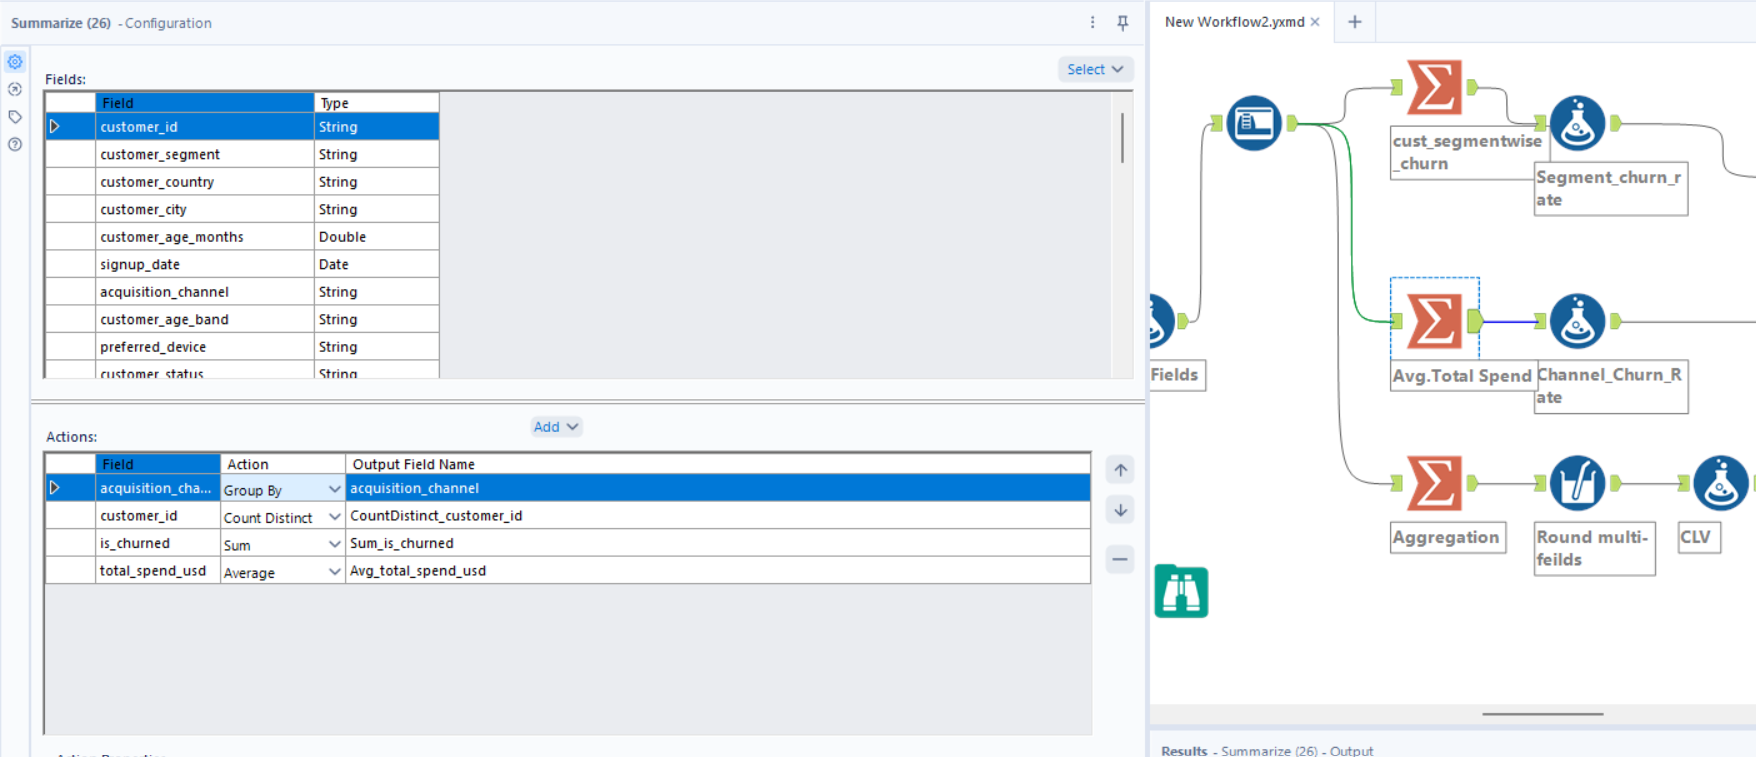 Summarize (26) - Configuration
Fields:
Select
Field Type
customer_id String
customer_segment String
customer_country String
customer_city String
customer_age_months Double
signup_date Date
acquisition_channel String
customer_age_band String
preferred_device String
customer_status String
Add
Actions:
Field Action Output Field Name
acquisition_cha... Group By acquisition_channel
customer_id Count Distinct CountDistinct_customer_id
is_churned Sum Sum_is_churned
total_spend_usd Average Avg_total_spend_usd
Action Properties
New Workflow2.yxmd
cust_segmentwise
_churn
Segment_churn_r
ate
Fields
Avg.Total Spend
Channel_Churn_R
ate
Aggregation
Round multi-
feilds
CLV
Results - Summarize (26) - Output